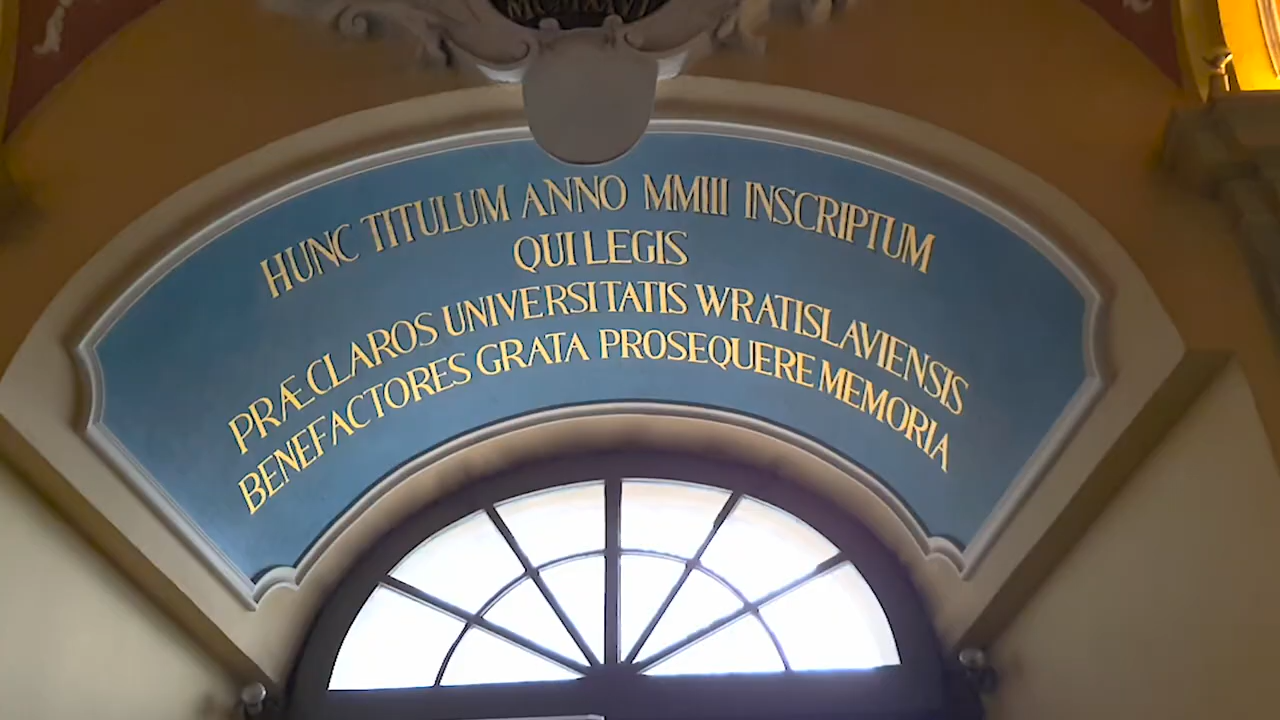 HUNC TITULUM ANNO MMIII INSCRIPTUM
QUI LEGIS
PRÆCLAROS UNIVERSITATIS WRATISLAVIENSIS
BENEFACTORES GRATA PROSEQUERE MEMORIA